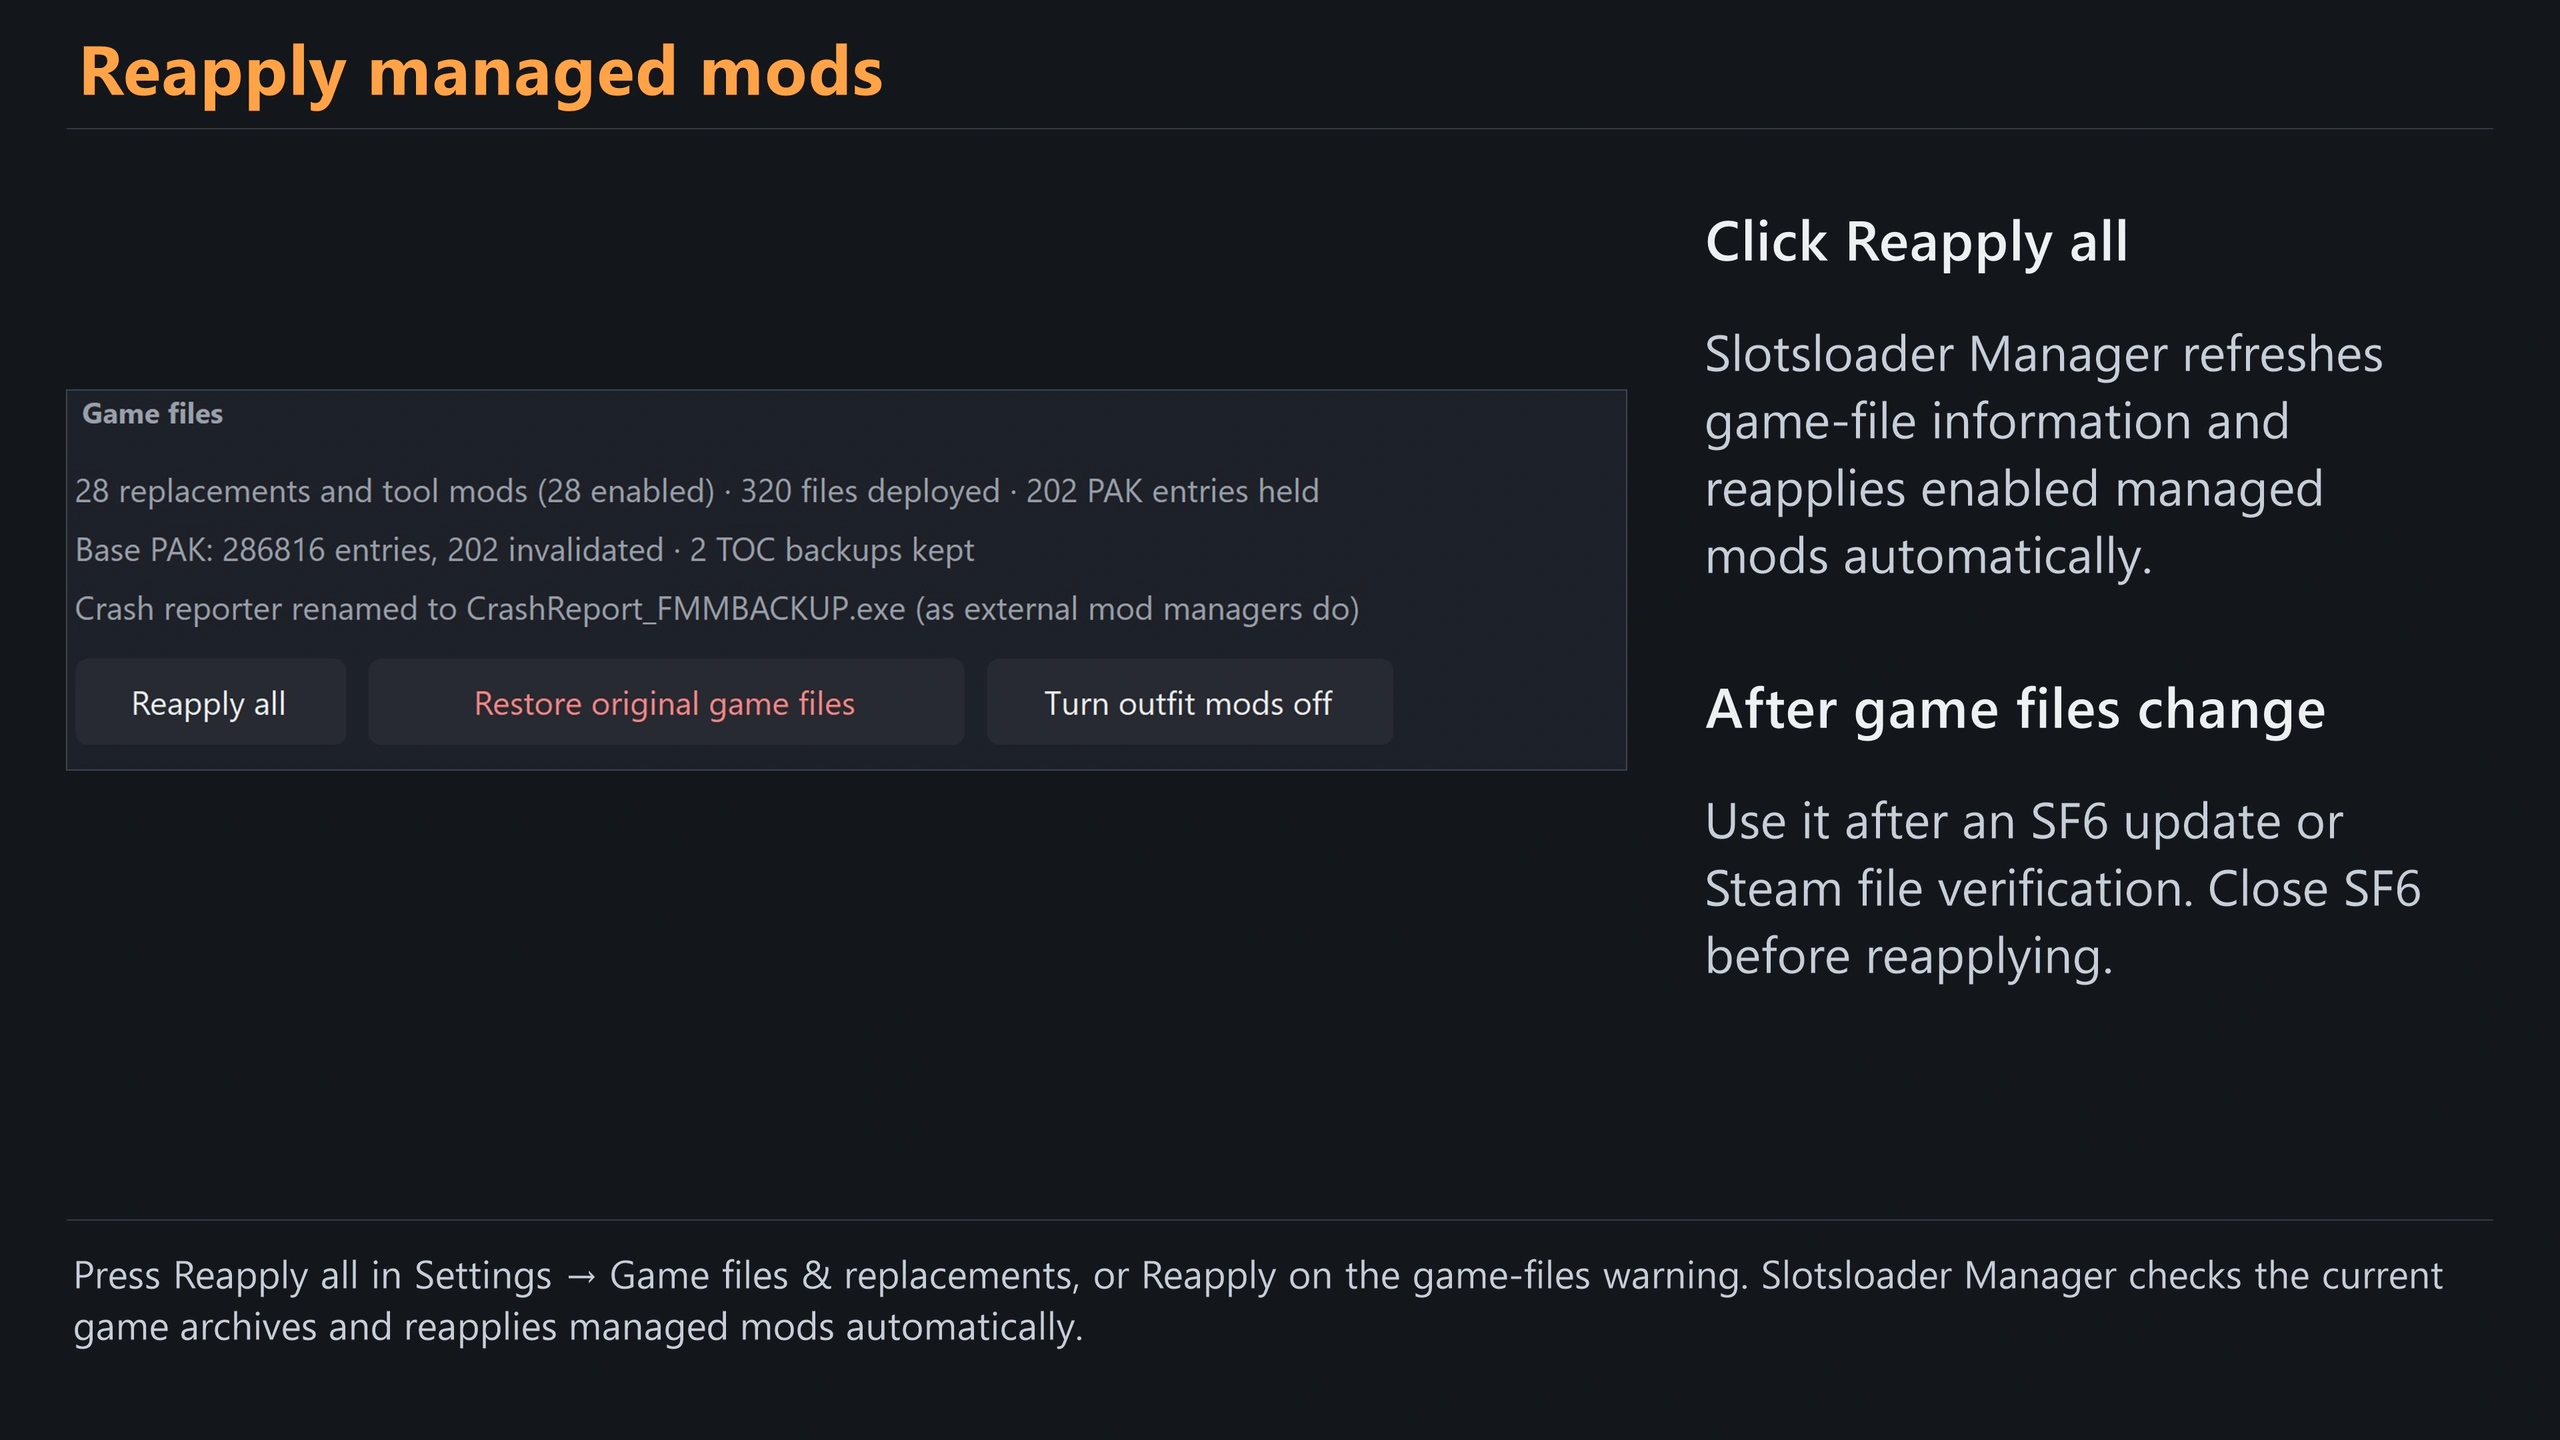 Reapply managed mods
Game files
28 replacements and tool mods (28 enabled) · 320 files deployed · 202 PAK entries held
Base PAK: 286816 entries, 202 invalidated · 2 TOC backups kept
Crash reporter renamed to CrashReport_FMMBACKUP.exe (as external mod managers do)
Reapply all
Restore original game files
Turn outfit mods off
Click Reapply all
Slotsloader Manager refreshes
game-file information and
reapplies enabled managed
mods automatically.
After game files change
Use it after an SF6 update or
Steam file verification. Close SF6
before reapplying.
Press Reapply all in Settings → Game files & replacements, or Reapply on the game-files warning. Slotsloader Manager checks the current
game archives and reapplies managed mods automatically.